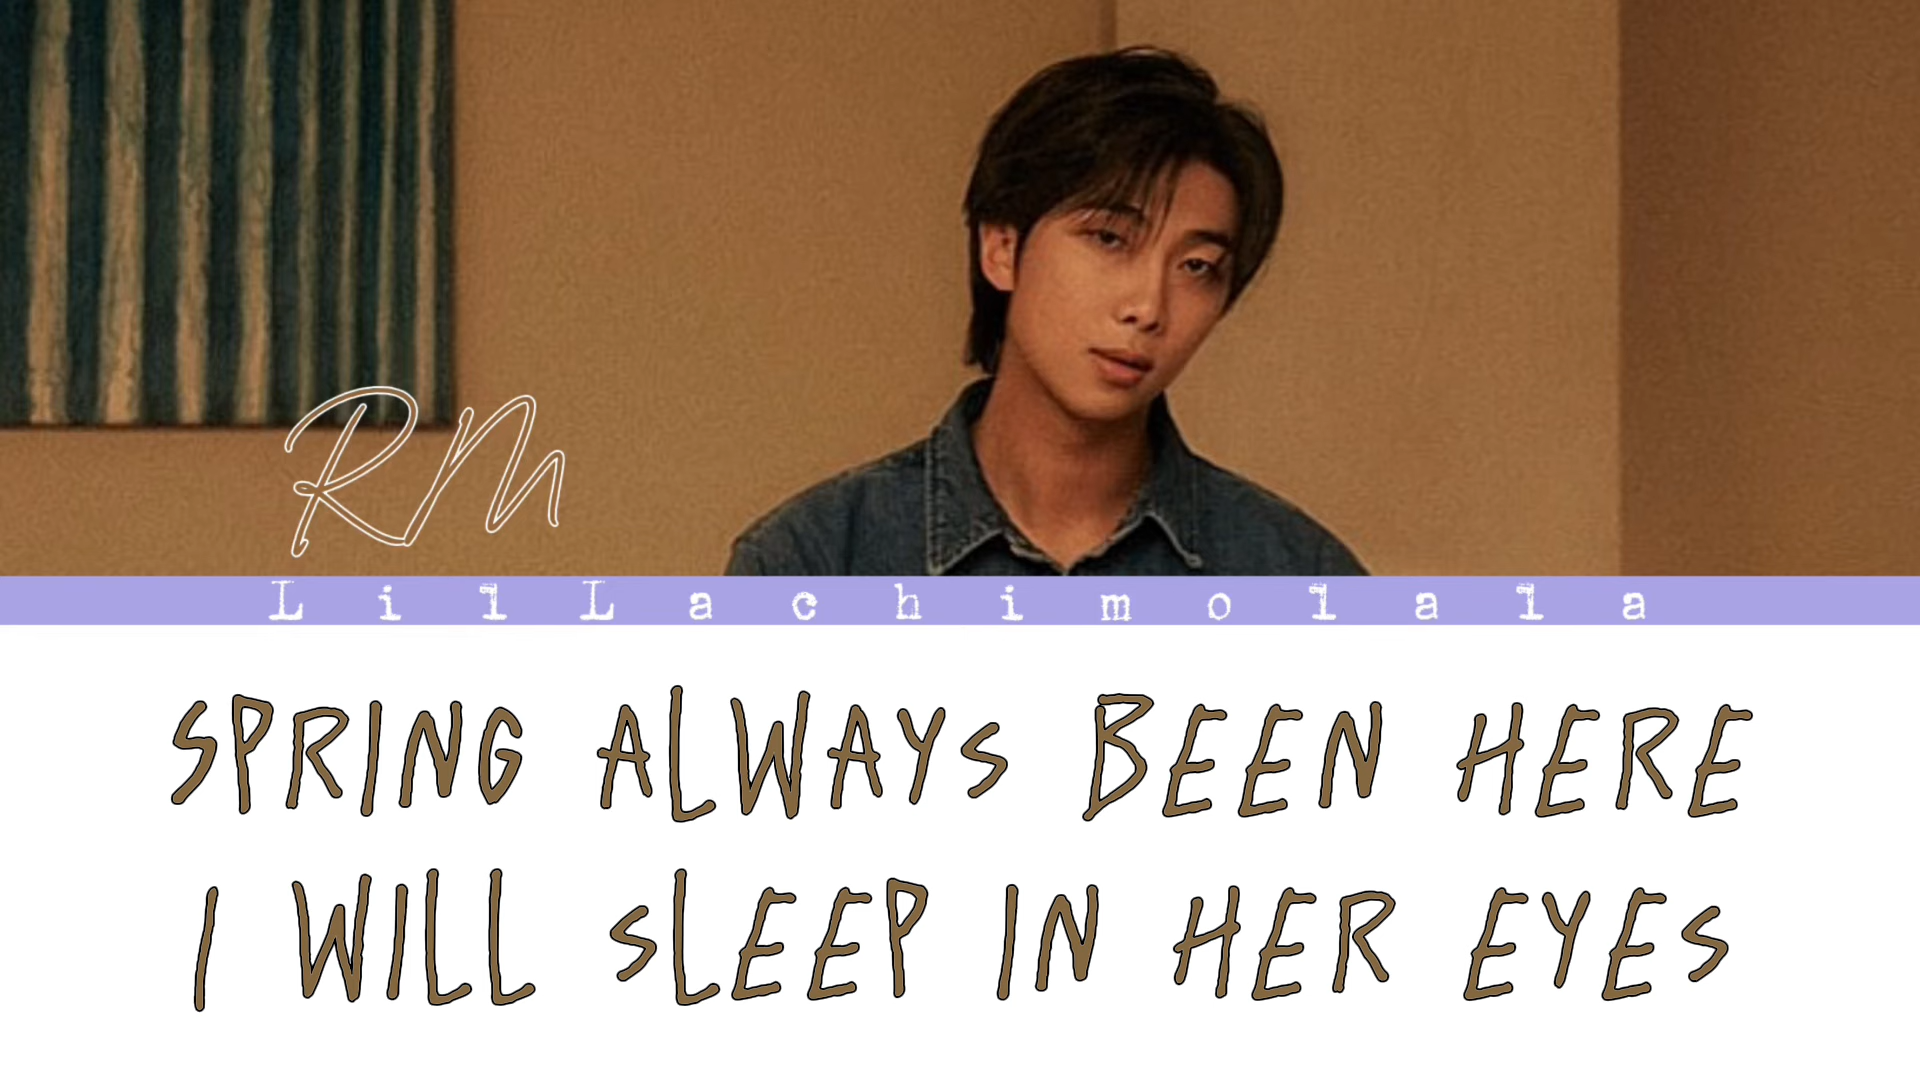 RM
LilLachimolala
SPRING ALWAYS BEEN HERE
I WILL SLEEP IN HER EYES